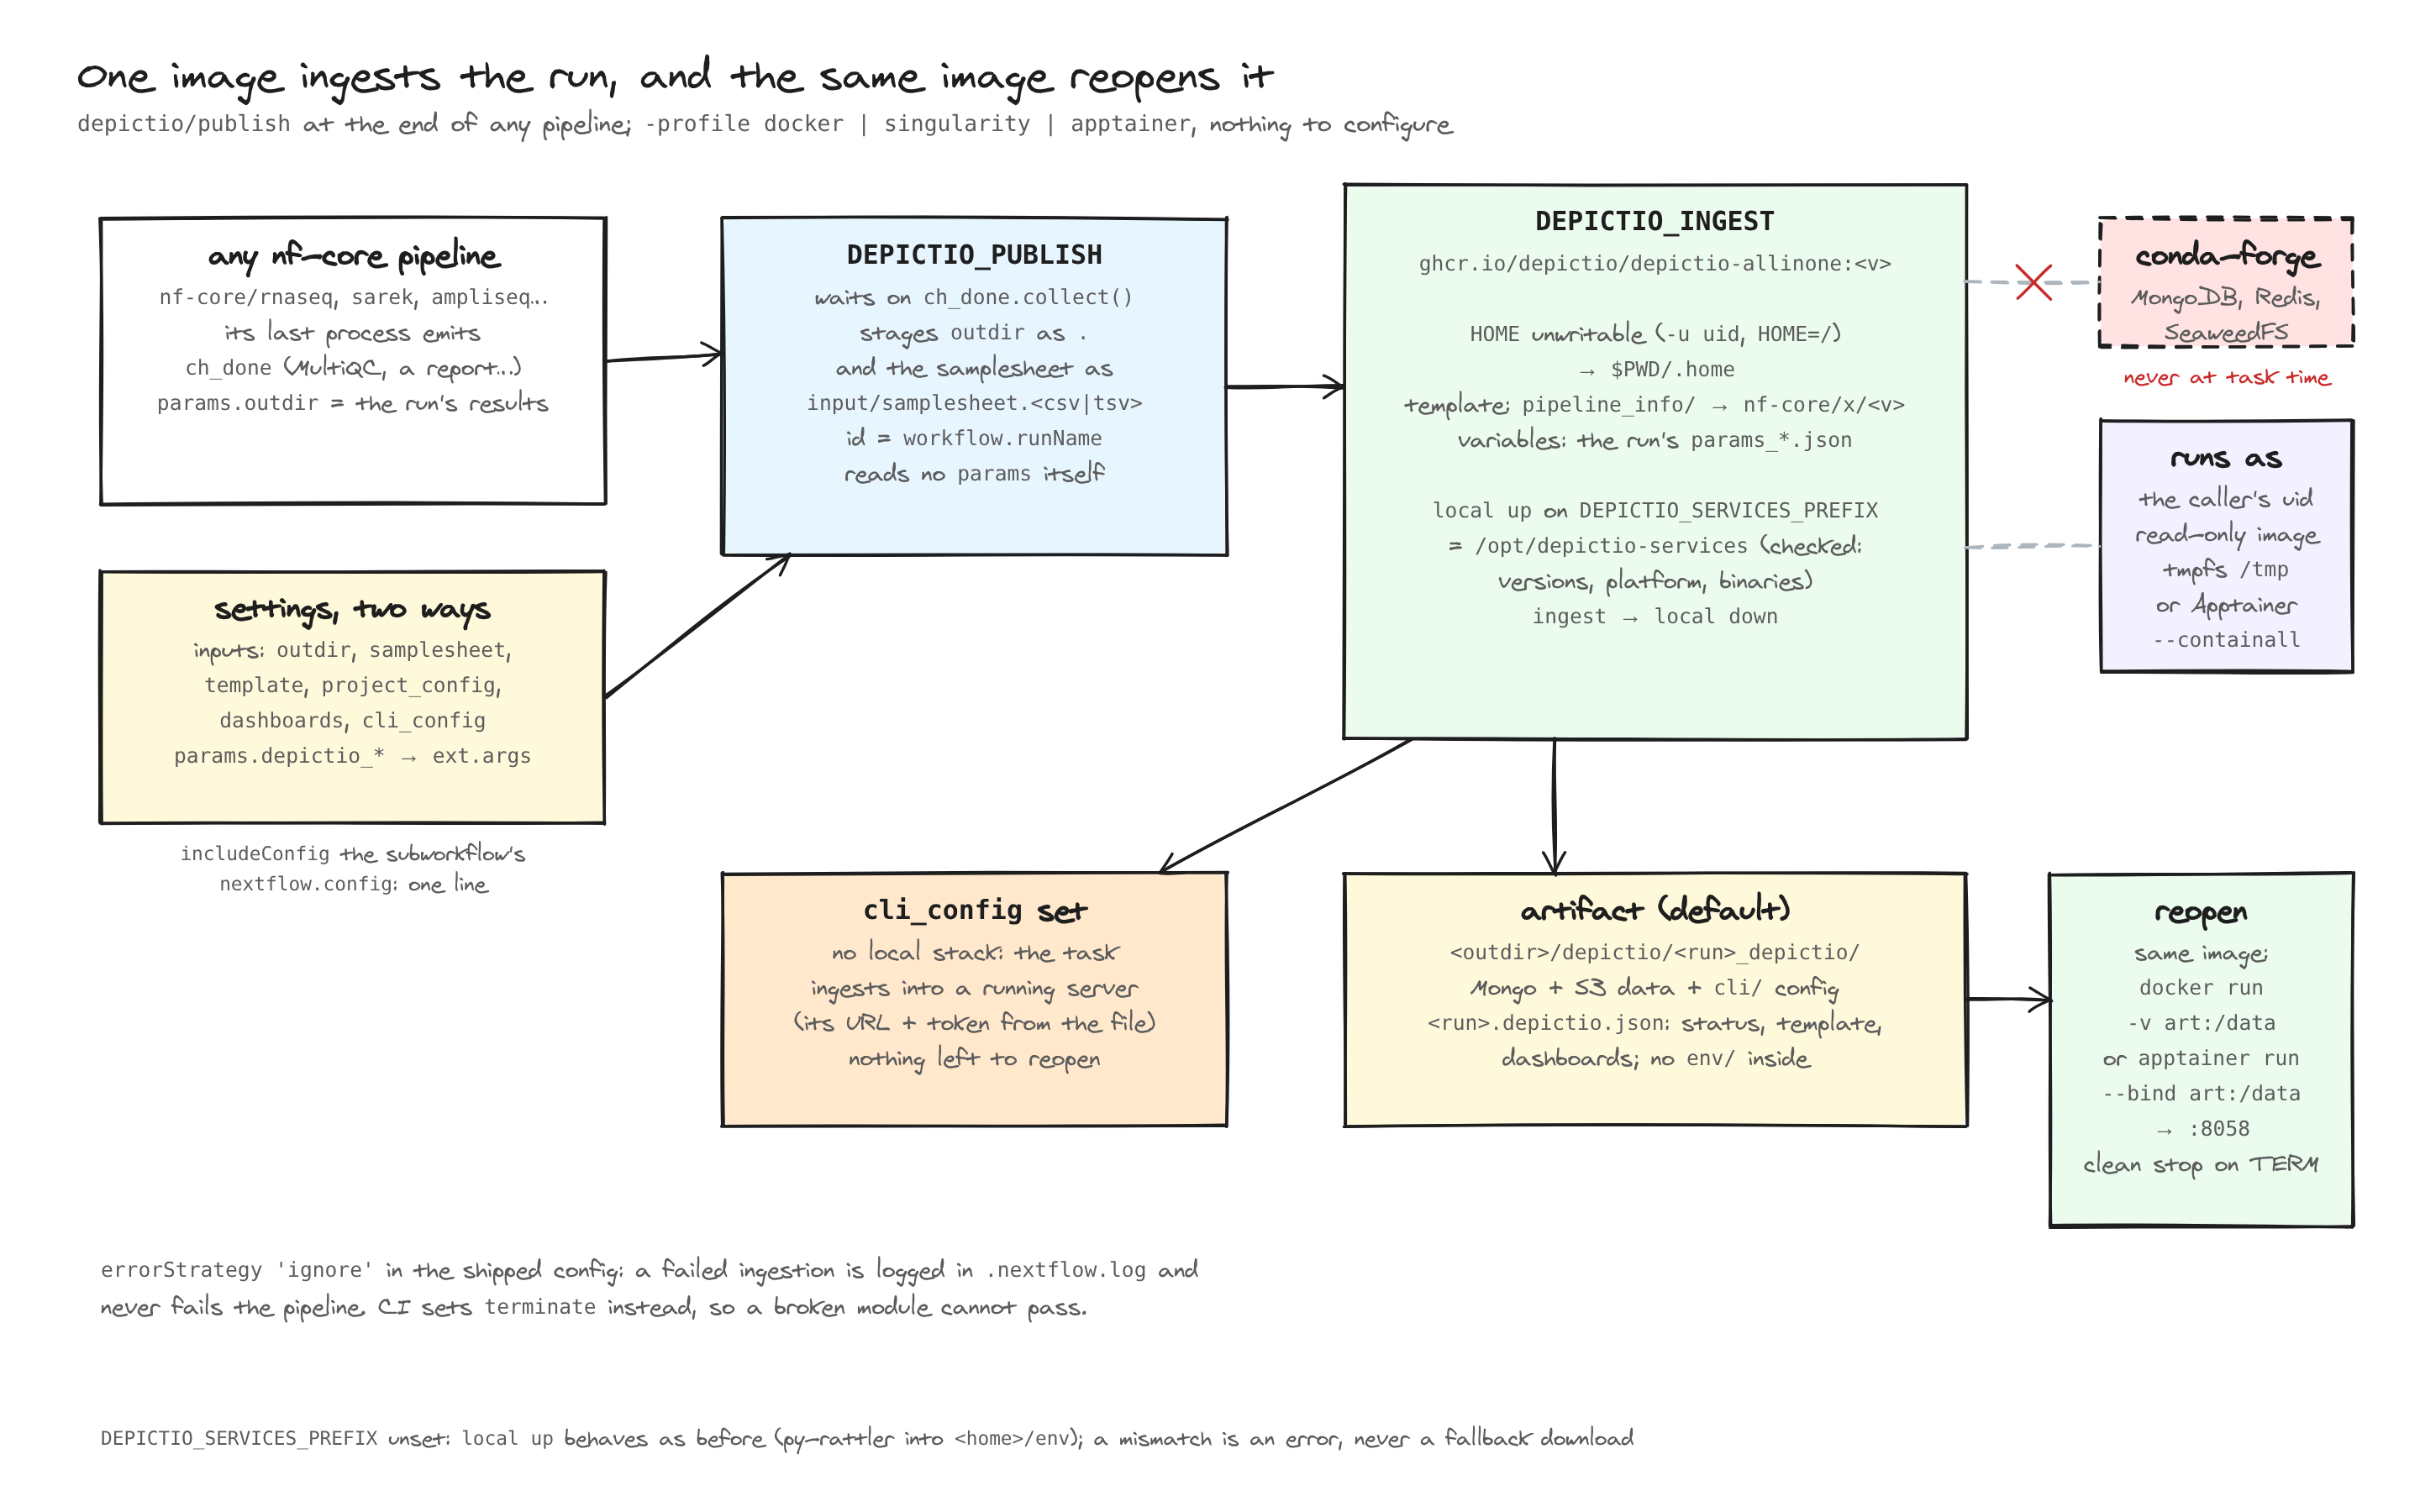 One image ingests the run, and the same image reopens it
depictio/publish at the end of any pipeline; -profile docker | singularity | apptainer, nothing to configure
any nf-core pipeline
nf-core/rnaseq, sarek, ampliseq...
its last process emits
ch_done (MultiQC, a report...)
params.outdir = the run's results
settings, two ways
inputs: outdir, samplesheet,
template, project_config,
dashboards, cli_config
params.depictio_* → ext.args
includeConfig the subworkflow's
nextflow.config: one line
DEPICTIO_PUBLISH
waits on ch_done.collect()
stages outdir as .
and the samplesheet as
input/samplesheet.<csv|tsv>
id = workflow.runName
reads no params itself
DEPICTIO_INGEST
ghcr.io/depictio/depictio-allinone:<v>
HOME unwritable (-u uid, HOME=/)
→ $PWD/.home
template: pipeline_info/ → nf-core/x/<v>
variables: the run's params_*.json
local up on DEPICTIO_SERVICES_PREFIX
= /opt/depictio-services (checked:
versions, platform, binaries)
ingest → local down
conda-forge
MongoDB, Redis,
SeaweedFS
never at task time
runs as
the caller's uid
read-only image
tmpfs /tmp
or Apptainer
--containall
cli_config set
no local stack: the task
ingests into a running server
(its URL + token from the file)
nothing left to reopen
artifact (default)
<outdir>/depictio/<run>_depictio/
Mongo + S3 data + cli/ config
<run>.depictio.json: status, template,
dashboards; no env/ inside
reopen
same image:
docker run
-v art:/data
or apptainer run
--bind art:/data
→ :8058
clean stop on TERM
errorStrategy 'ignore' in the shipped config: a failed ingestion is logged in .nextflow.log and
never fails the pipeline. CI sets terminate instead, so a broken module cannot pass.
DEPICTIO_SERVICES_PREFIX unset: local up behaves as before (py-rattler into <home>/env); a mismatch is an error, never a fallback download